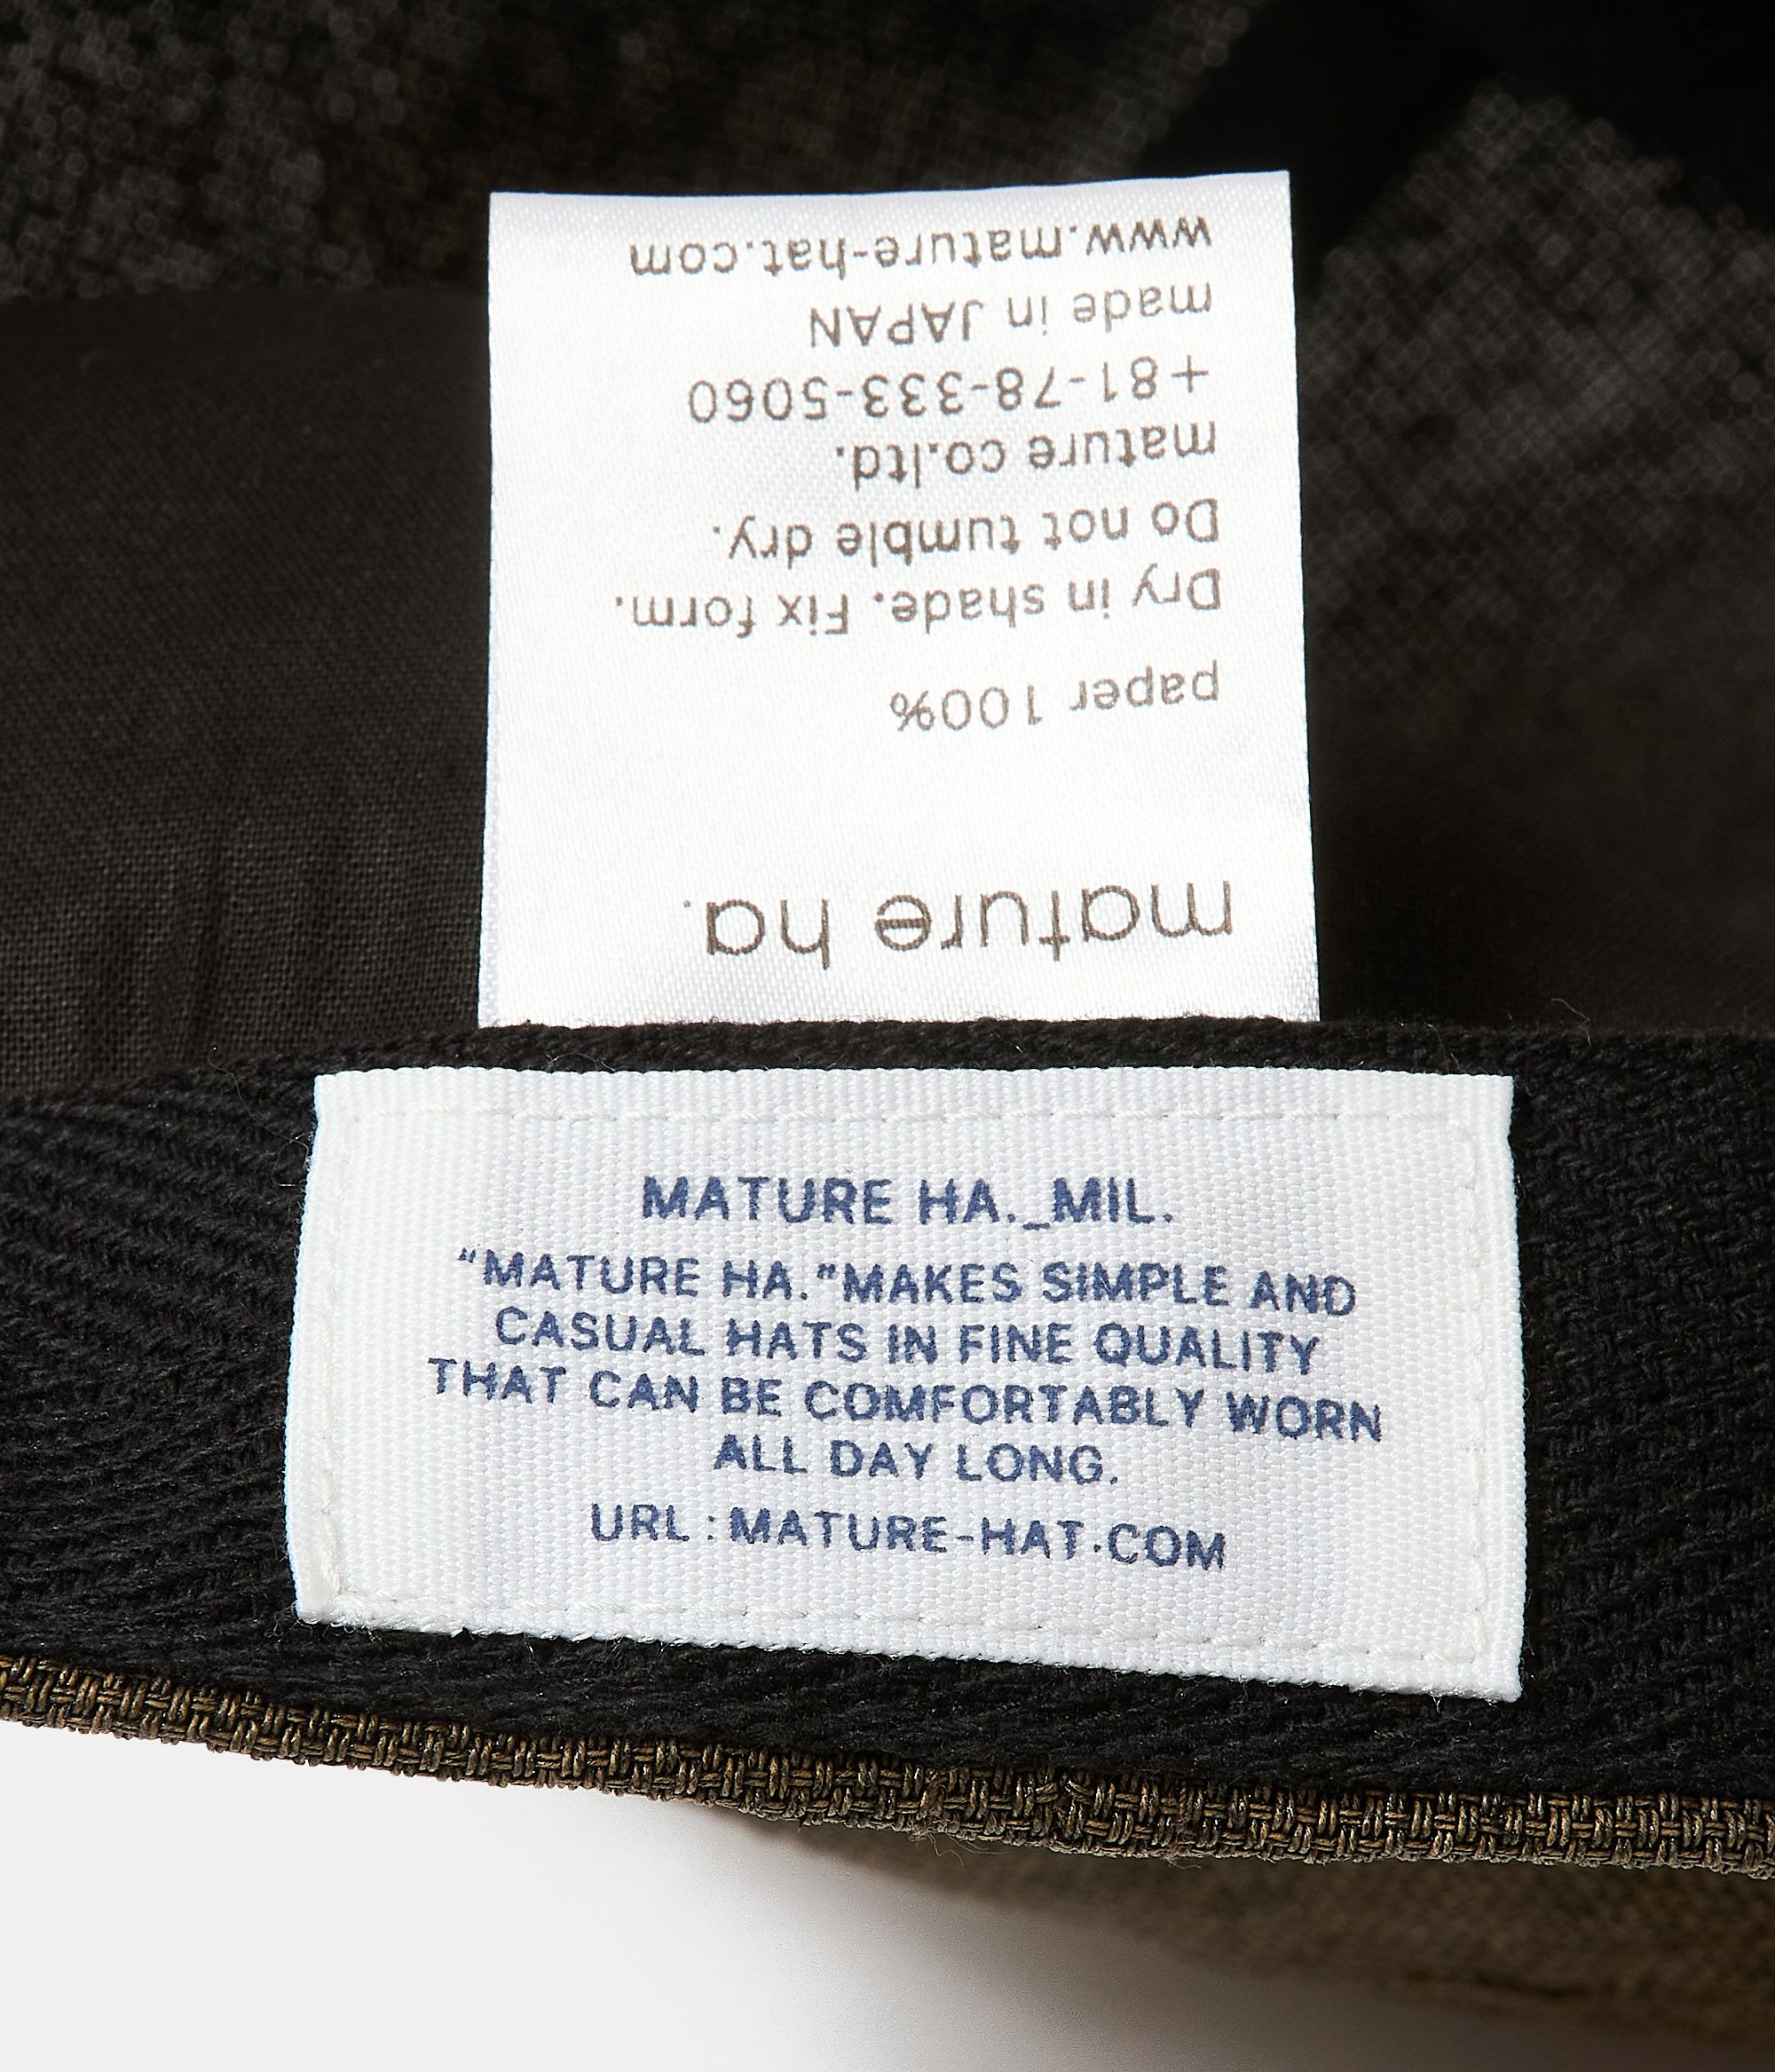 mature ha.
paper 100%
Dry in shade. Fix form.
Do not tumble dry.
mature co.ltd.
+81-78-333-5060
made in JAPAN
www.mature-hat.com
MATURE HA._MIL.
“MATURE HA.”MAKES SIMPLE AND
CASUAL HATS IN FINE QUALITY
THAT CAN BE COMFORTABLY WORN
ALL DAY LONG.
URL : MATURE-HAT.COM